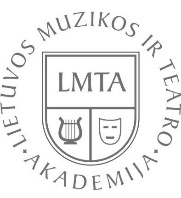 LIETUVOS MUZIKOS IR TEATRO
LMTA
· AKADEMIJA ·